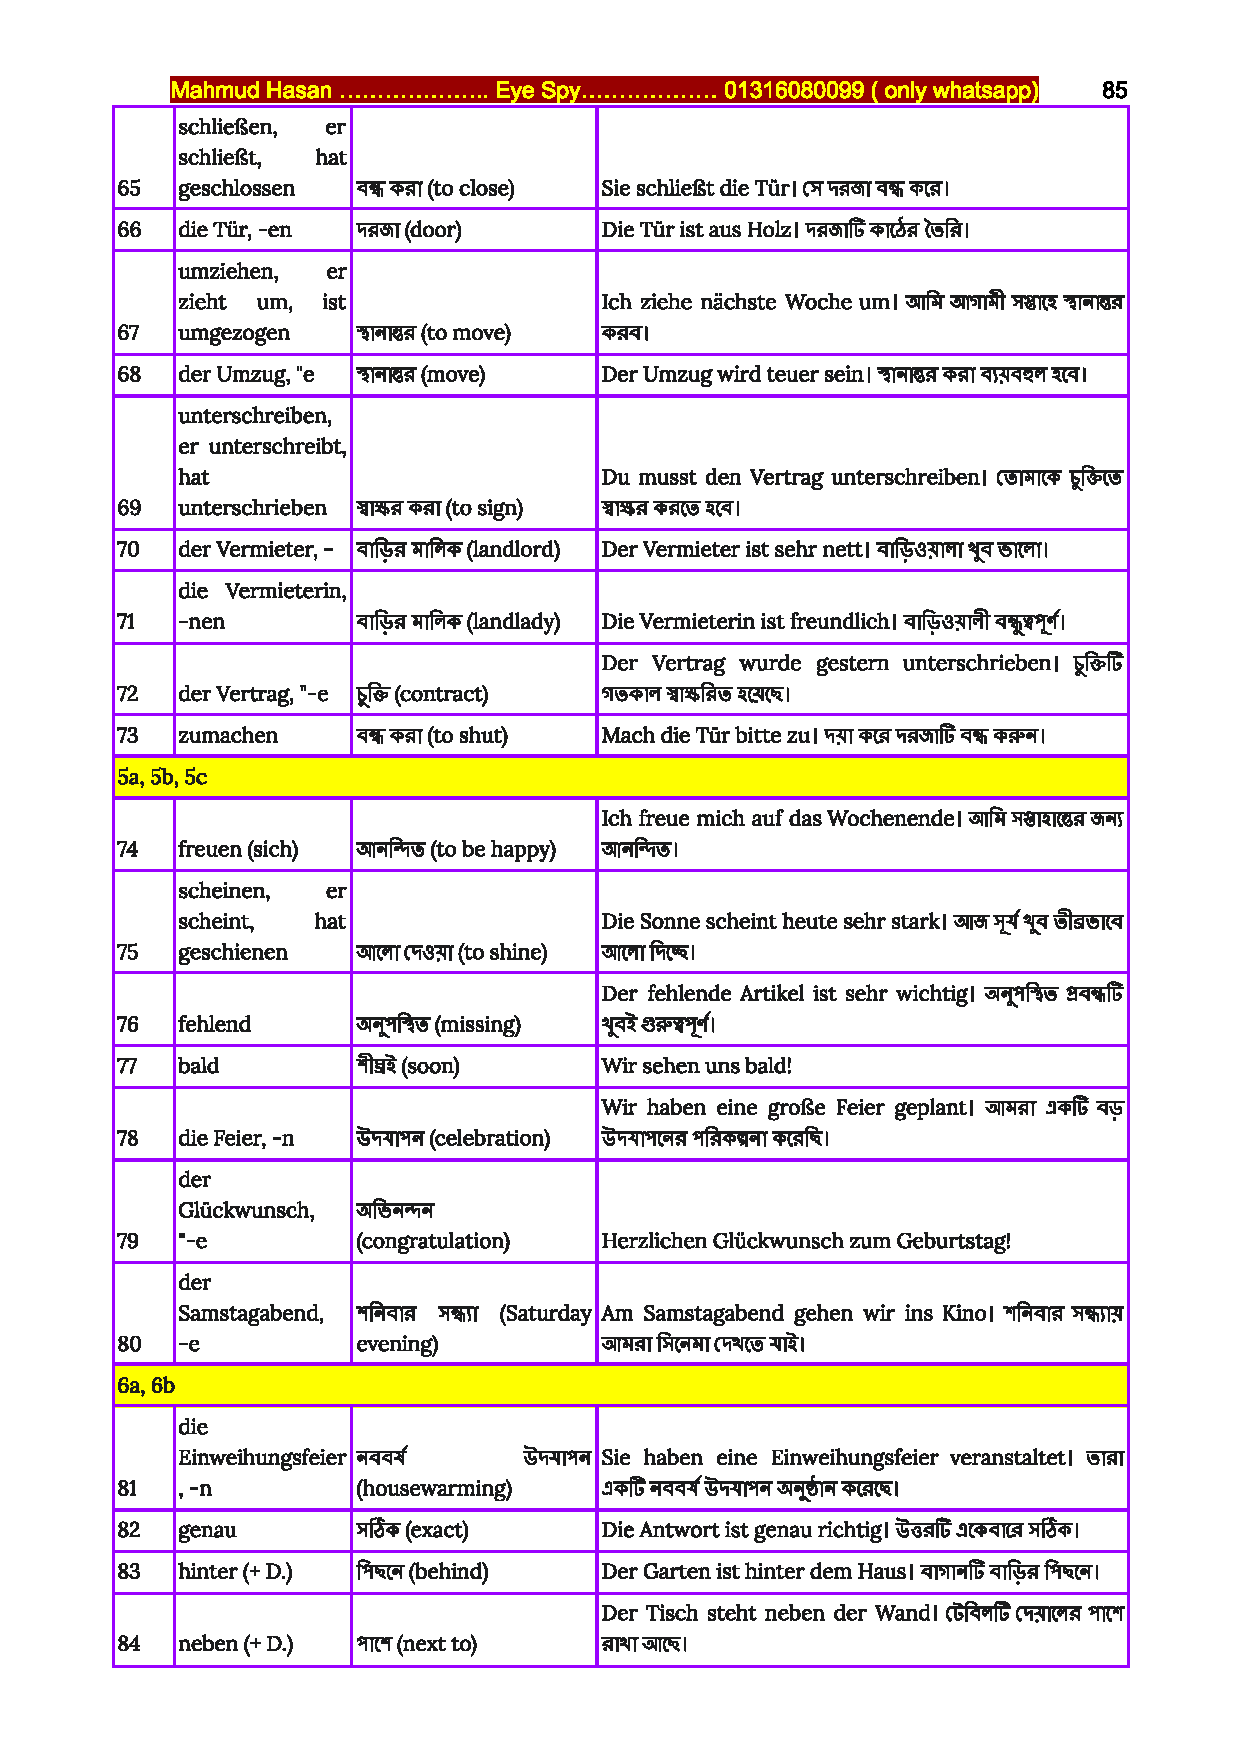 Mahmud Hasan ……………….. Eye Spy……………… 01316080099 ( only whatsapp) 85
schließen, er
schließt, hat
65 geschlossen বন্ধ করা (to close) Sie schließt die Tür। সে দরজা বন্ধ করে।
66 die Tür, -en দরজা (door) Die Tür ist aus Holz। দরজাটি কাঠের তৈরি।
umziehen, er
zieht um, ist Ich ziehe nächste Woche um। আমি আগামী সপ্তাহে স্থানান্তর
67 umgezogen স্থানান্তর (to move) করব।
68 der Umzug, "e স্থানান্তর (move) Der Umzug wird teuer sein। স্থানান্তর করা ব্যয়বহুল হবে।
unterschreiben,
er unterschreibt,
hat Du musst den Vertrag unterschreiben। তোমাকে চুক্তিতে
69 unterschrieben স্বাক্ষর করা (to sign) স্বাক্ষর করতে হবে।
70 der Vermieter, - বাড়ির মালিক (landlord) Der Vermieter ist sehr nett। বাড়িওয়ালা খুব ভালো।
die Vermieterin,
71 -nen বাড়ির মালিক (landlady) Die Vermieterin ist freundlich। বাড়িওয়ালী বন্ধুত্বপূর্ণ।
Der Vertrag wurde gestern unterschrieben। চুক্তিটি
72 der Vertrag, "-e চুক্তি (contract) গতকাল স্বাক্ষরিত হয়েছে।
73 zumachen বন্ধ করা (to shut) Mach die Tür bitte zu। দয়া করে দরজাটি বন্ধ করুন।
5a, 5b, 5c
Ich freue mich auf das Wochenende। আমি সপ্তাহান্তের জন্য
74 freuen (sich) আনন্দিত (to be happy) আনন্দিত।
scheinen, er
scheint, hat Die Sonne scheint heute sehr stark। আজ সূর্য খুব তীব্রভাবে
75 geschienen আলো দেওয়া (to shine) আলো দিচ্ছে।
Der fehlende Artikel ist sehr wichtig। অনুপস্থিত প্রবন্ধটি
76 fehlend অনুপস্থিত (missing) খুবই গুরুত্বপূর্ণ।
77 bald শীঘ্রই (soon) Wir sehen uns bald!
Wir haben eine große Feier geplant। আমরা একটি বড়
78 die Feier, -n উদযাপন (celebration) উদযাপনের পরিকল্পনা করেছি।
der
Glückwunsch, অভিনন্দন
79 "-e (congratulation) Herzlichen Glückwunsch zum Geburtstag!
der
Samstagabend, শনিবার সন্ধ্যা (Saturday Am Samstagabend gehen wir ins Kino। শনিবার সন্ধ্যায়
80 -e evening) আমরা সিনেমা দেখতে যাই।
6a, 6b
die
Einweihungsfeier নববর্ষ উদযাপন Sie haben eine Einweihungsfeier veranstaltet। তারা
81 , -n (housewarming) একটি নববর্ষ উদযাপন অনুষ্ঠান করেছে।
82 genau সঠিক (exact) Die Antwort ist genau richtig। উত্তরটি একেবারে সঠিক।
83 hinter (+ D.) পিছনে (behind) Der Garten ist hinter dem Haus। বাগানটি বাড়ির পিছনে।
Der Tisch steht neben der Wand। টেবিলটি দেয়ালের পাশে
84 neben (+ D.) পাশে (next to) রাখা আছে।